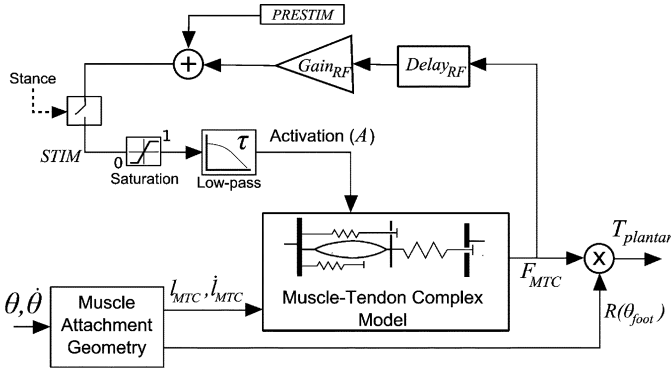 PRESTIM
Stance
+
Gain_RF
Delay_RF
STIM
0
1
Saturation
τ
Low-pass
Activation (A)
Muscle-Tendon Complex
Model
F_MTC
X
T_plantar
R(θ_foot)
θ, θ̇
Muscle
Attachment
Geometry
l_MTC, l̇_MTC